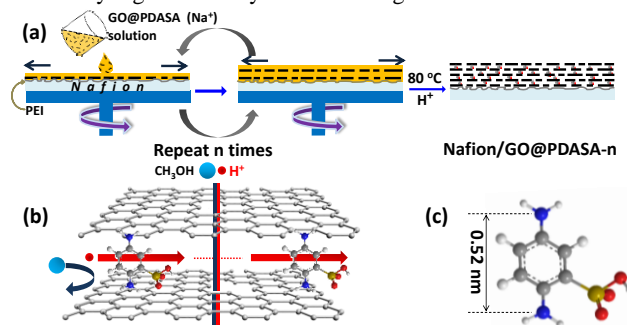 (a)
GO@PDASA (Na⁺)
solution
Nafion
PEI
80 °C
H⁺
Repeat n times
Nafion/GO@PDASA-n
CH₃OH
H⁺
(b)
(c)
0.52 nm